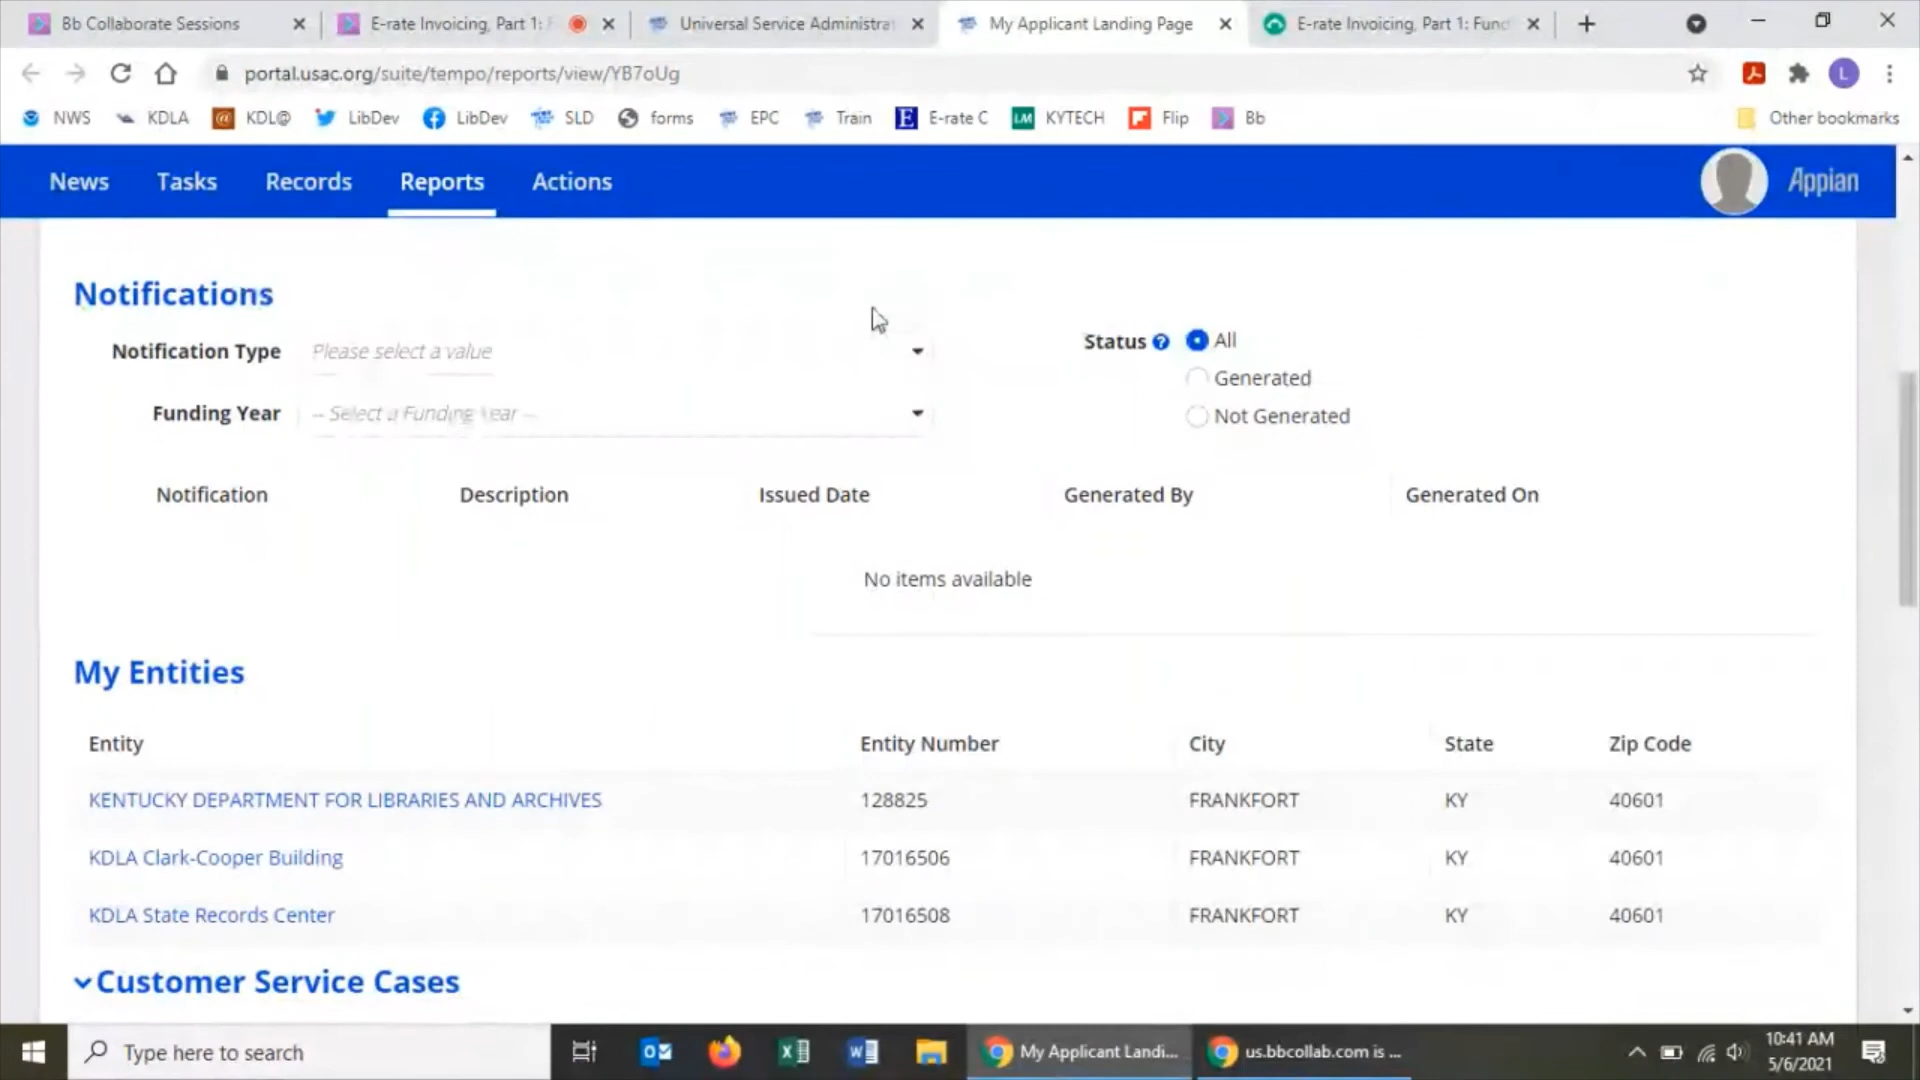 Bb Collaborate Sessions
E-rate Invoicing, Part 1: F
Universal Service Administrat
My Applicant Landing Page
E-rate Invoicing, Part 1: Fund
portal.usac.org/suite/tempo/reports/view/YB7oUg
L
NWS
KDLA
KDL@
LibDev
LibDev
SLD
forms
EPC
Train
E-rate C
KYTECH
Flip
Bb
Other bookmarks
News
Tasks
Records
Reports
Actions
Appian
Notifications
Notification Type
Please select a value
Status
All
Generated
Not Generated
Funding Year
-- Select a Funding Year --
Notification Description Issued Date Generated By Generated On
No items available
My Entities
Entity Entity Number City State Zip Code
KENTUCKY DEPARTMENT FOR LIBRARIES AND ARCHIVES 128825 FRANKFORT KY 40601
KDLA Clark-Cooper Building 17016506 FRANKFORT KY 40601
KDLA State Records Center 17016508 FRANKFORT KY 40601
Customer Service Cases
Type here to search
My Applicant Landi...
us.bbcollab.com is ...
10:41 AM
5/6/2021